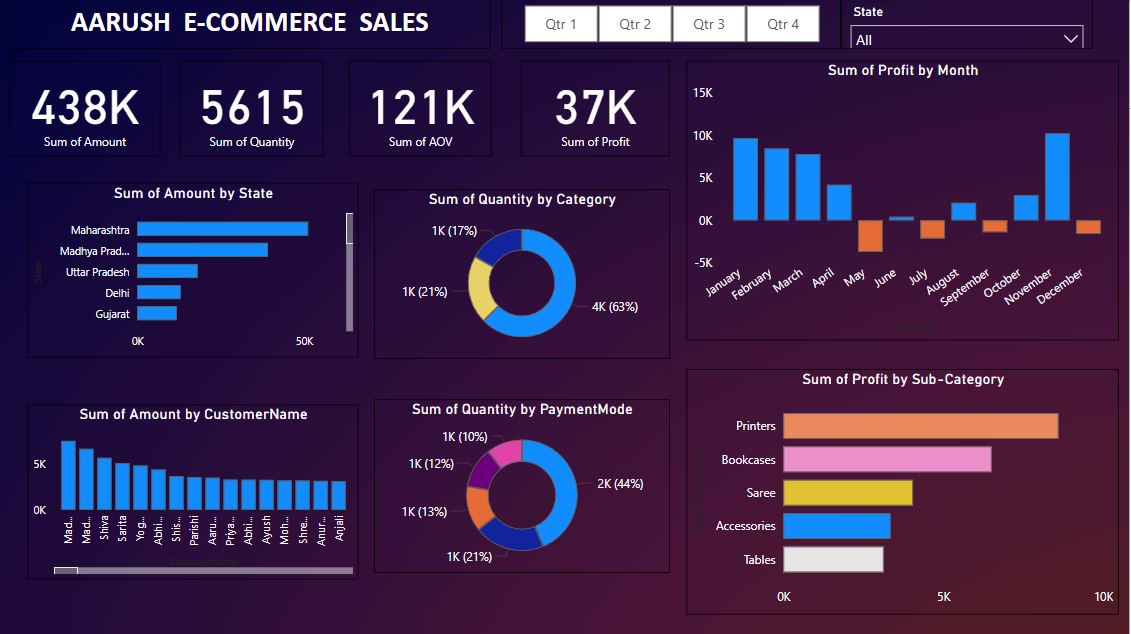 AARUSH E-COMMERCE SALES
Qtr 1
Qtr 2
Qtr 3
Qtr 4
State
All
438K
Sum of Amount
5615
Sum of Quantity
121K
Sum of AOV
37K
Sum of Profit
Sum of Profit by Month
15K
10K
5K
0K
-5K
January
February
March
April
May
June
July
August
September
October
November
December
Sum of Amount by State
State
Maharashtra
Madhya Prad...
Uttar Pradesh
Delhi
Gujarat
0K
50K
Sum of Quantity by Category
1K (17%)
1K (21%)
4K (63%)
Sum of Amount by CustomerName
5K
0K
Mad...
Mad...
Shiva
Sarita
Yog...
Abhi...
Shis...
Parishi
Aaru...
Priya...
Abhi...
Ayush
Moh...
Shre...
Anur...
Anjali
CustomerName
Sum of Quantity by PaymentMode
1K (10%)
1K (12%)
1K (13%)
1K (21%)
2K (44%)
Sum of Profit by Sub-Category
Printers
Bookcases
Saree
Accessories
Tables
0K
5K
10K